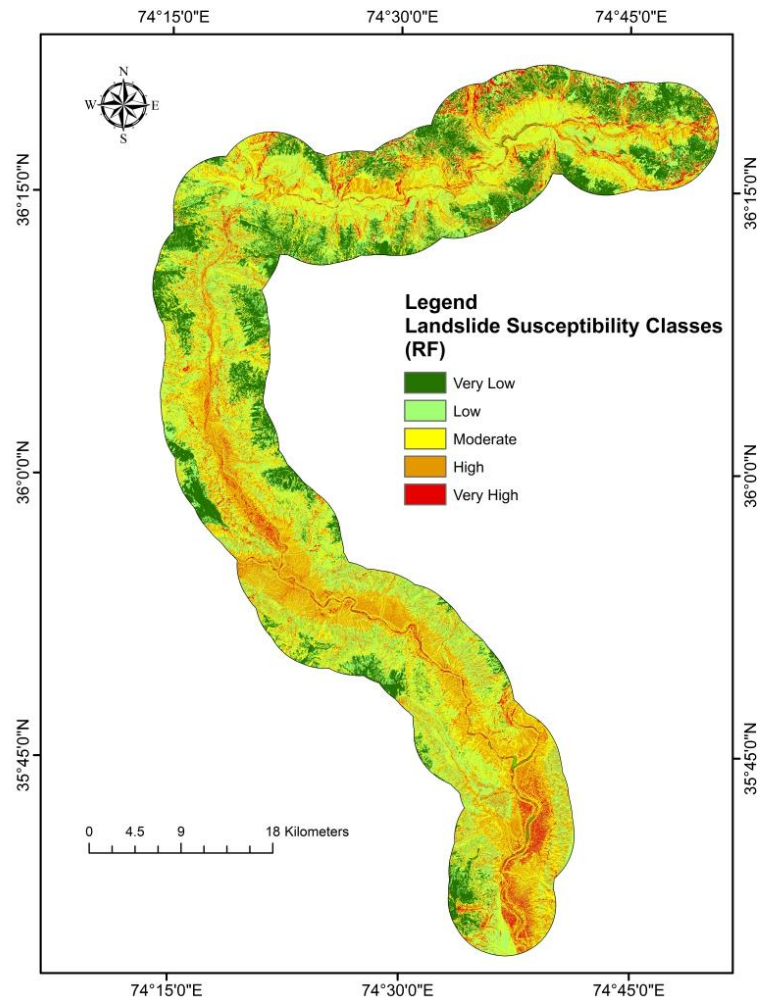 74°15'0"E 74°30'0"E 74°45'0"E
N
W E
S
36°15'0"N 36°15'0"N
Legend
Landslide Susceptibility Classes
(RF)
Very Low
Low
Moderate
High
Very High
36°0'0"N 36°0'0"N
35°45'0"N 35°45'0"N
0 4.5 9 18 Kilometers
74°15'0"E 74°30'0"E 74°45'0"E